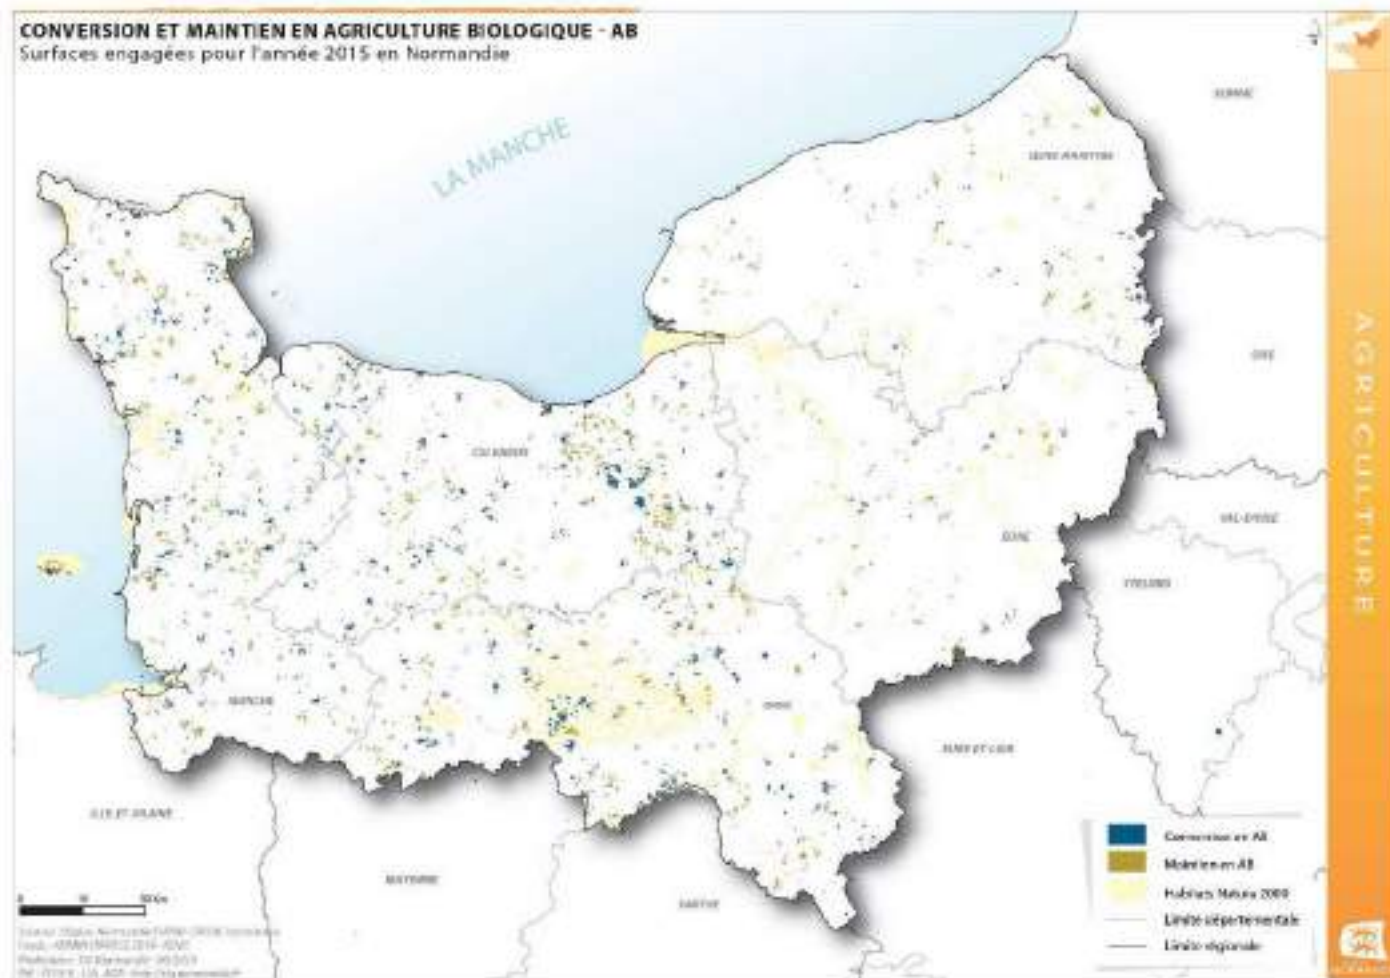 CONVERSION ET MAINTIEN EN AGRICULTURE BIOLOGIQUE - AB
Surfaces engagées pour l'année 2015 en Normandie
SOMME
LA MANCHE
SEINE-MARITIME
AGRICULTURE
OISE
CALVADOS
VAL-D'OISE
EURE
YVELINES
MANCHE
ORNE
EURE ET LOIR
ILLE ET VILAINE
MAYENNE
SARTHE
Conversion en AB
Maintien en AB
Habitats Natura 2000
Limite départementale
Limite régionale